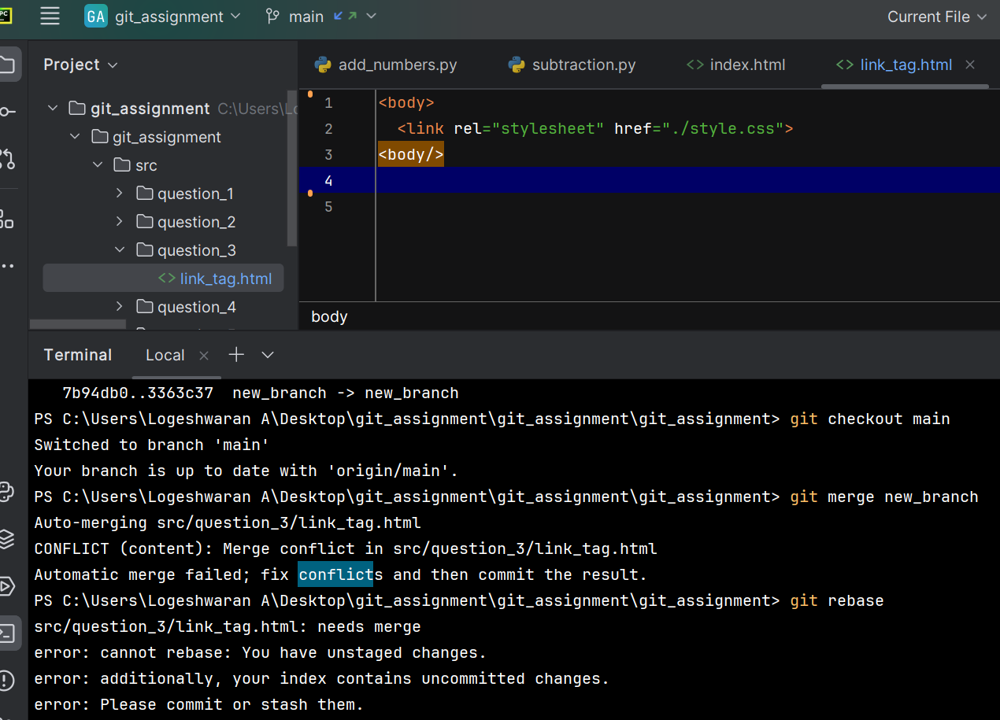 PC
GA git_assignment main Current File
Project
add_numbers.py subtraction.py <> index.html <> link_tag.html
git_assignment C:\Users\Lo
git_assignment
src
question_1
question_2
question_3
<> link_tag.html
question_4
1 <body>
2 <link rel="stylesheet" href="./style.css">
3 <body/>
4
5
body
Terminal Local
7b94db0..3363c37 new_branch -> new_branch
PS C:\Users\Logeshwaran A\Desktop\git_assignment\git_assignment\git_assignment> git checkout main
Switched to branch 'main'
Your branch is up to date with 'origin/main'.
PS C:\Users\Logeshwaran A\Desktop\git_assignment\git_assignment\git_assignment> git merge new_branch
Auto-merging src/question_3/link_tag.html
CONFLICT (content): Merge conflict in src/question_3/link_tag.html
Automatic merge failed; fix conflicts and then commit the result.
PS C:\Users\Logeshwaran A\Desktop\git_assignment\git_assignment\git_assignment> git rebase
src/question_3/link_tag.html: needs merge
error: cannot rebase: You have unstaged changes.
error: additionally, your index contains uncommitted changes.
error: Please commit or stash them.